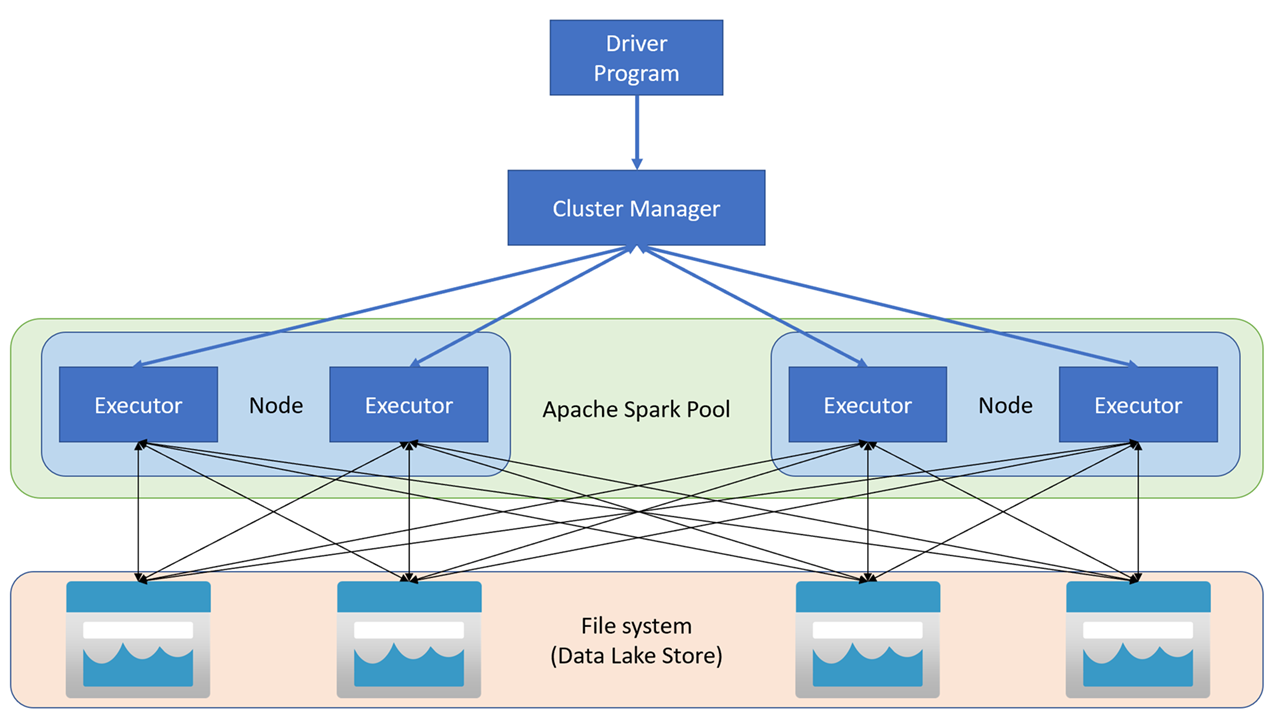 Driver
Program
Cluster Manager
Executor
Node
Executor
Apache Spark Pool
Executor
Node
Executor
File system
(Data Lake Store)